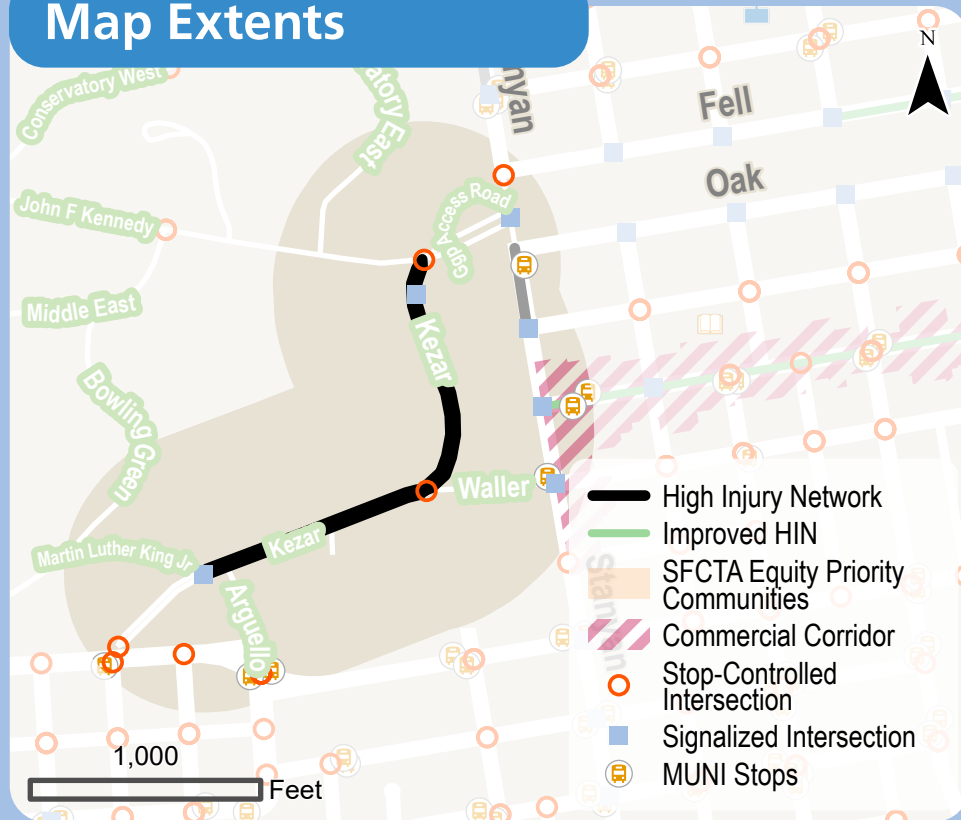 Map Extents
Conservatory West
atory East
nyan
Fell
N
Oak
John F Kennedy
Ggp Access Road
Middle East
Kezar
Bowling Green
Waller
Kezar
Martin Luther King Jr
Arguello
Stanyan
High Injury Network
Improved HIN
SFCTA Equity Priority
Communities
Commercial Corridor
Stop-Controlled
Intersection
Signalized Intersection
MUNI Stops
1,000
Feet